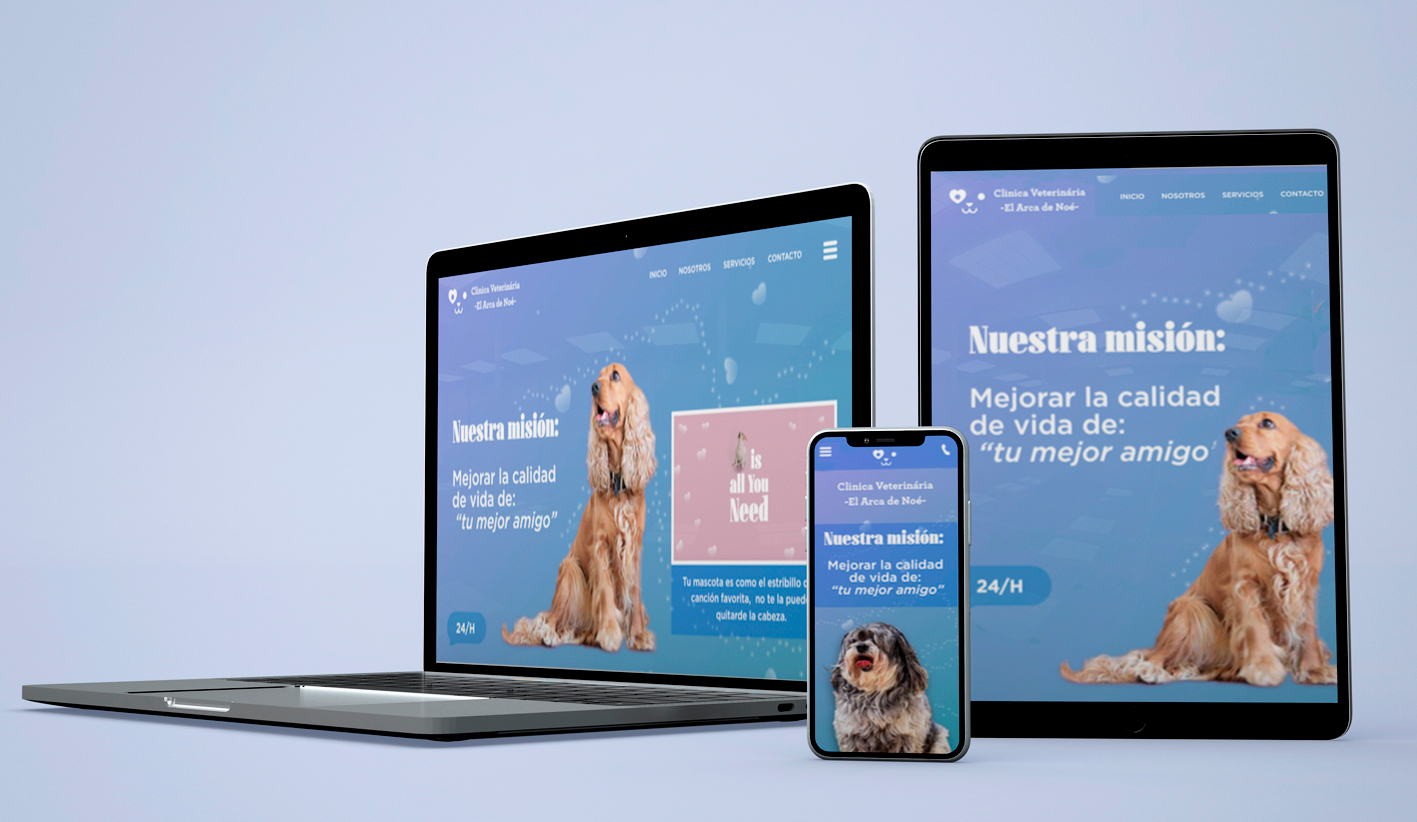 Clinica Veterinária
-El Arca de Noé-
INICIO NOSOTROS SERVICIOS CONTACTO
Nuestra misión:
Mejorar la calidad
de vida de:
“tu mejor amigo”
24/H
is
all You
Need
Tu mascota es como el estribillo
canción favorita, no te la
quitarde la cabeza.
Clinica Veterinária
-El Arca de Noé-
Nuestra misión:
Mejorar la calidad
de vida de:
“tu mejor amigo”
Clinica Veterinária
-El Arca de Noé-
INICIO NOSOTROS SERVICIOS CONTACTO
Nuestra misión:
Mejorar la calidad
de vida de:
“tu mejor amigo
24/H